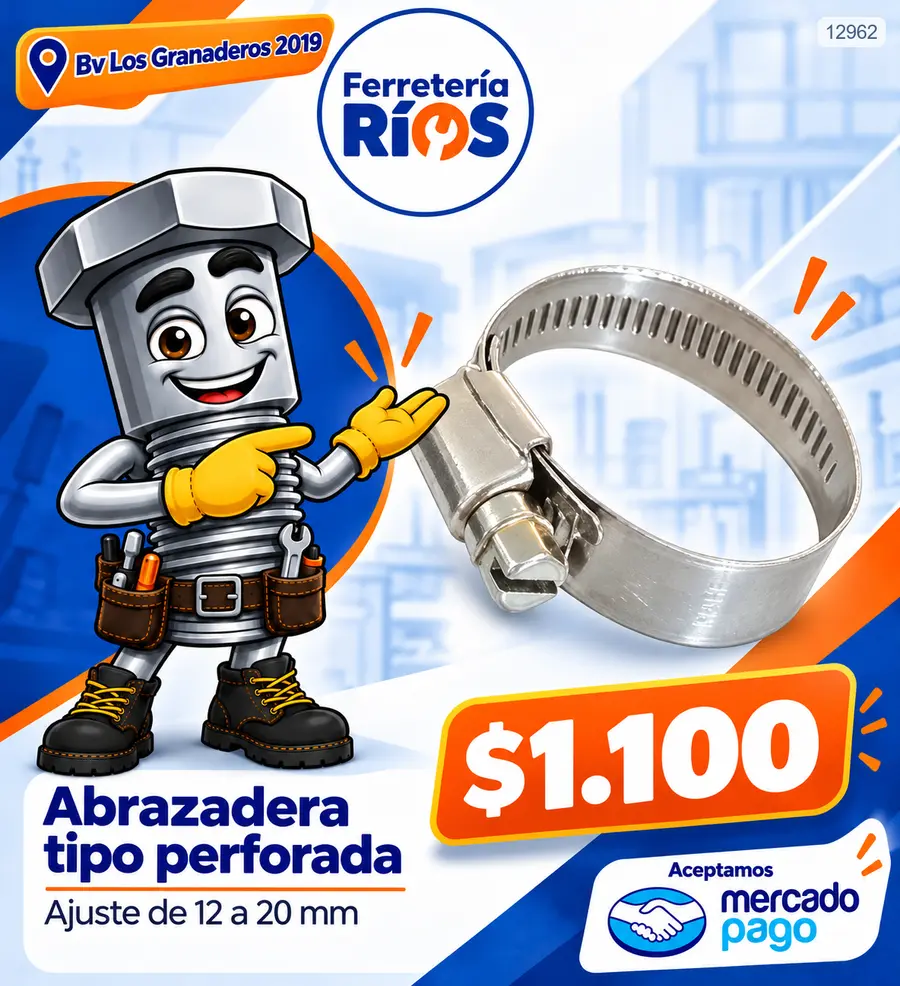 Bv Los Granaderos 2019
12962
Ferretería
RÍOS
$1.100
Abrazadera
tipo perforada
Ajuste de 12 a 20 mm
Aceptamos
mercado
pago